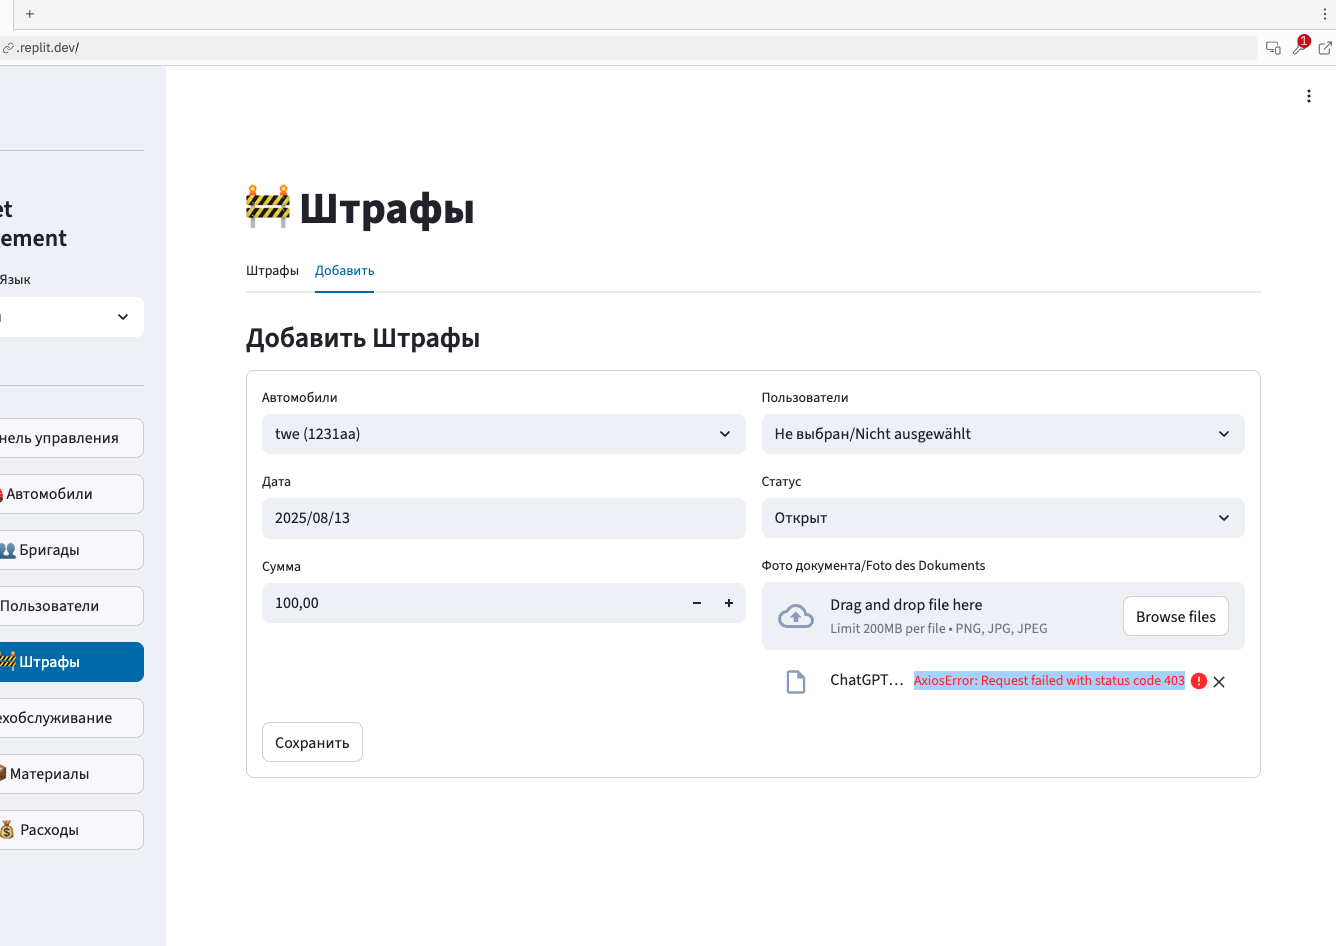 .replit.dev/
1
et
ement
Язык
нель управления
Автомобили
Бригады
Пользователи
Штрафы
ехобслуживание
Материалы
Расходы
Штрафы
Штрафы
Добавить
Добавить Штрафы
Автомобили
twe (1231aa)
Пользователи
Не выбран/Nicht ausgewählt
Дата
2025/08/13
Статус
Открыт
Сумма
100,00
Фото документа/Foto des Dokuments
Drag and drop file here
Limit 200MB per file • PNG, JPG, JPEG
Browse files
ChatGPT… AxiosError: Request failed with status code 403
Сохранить